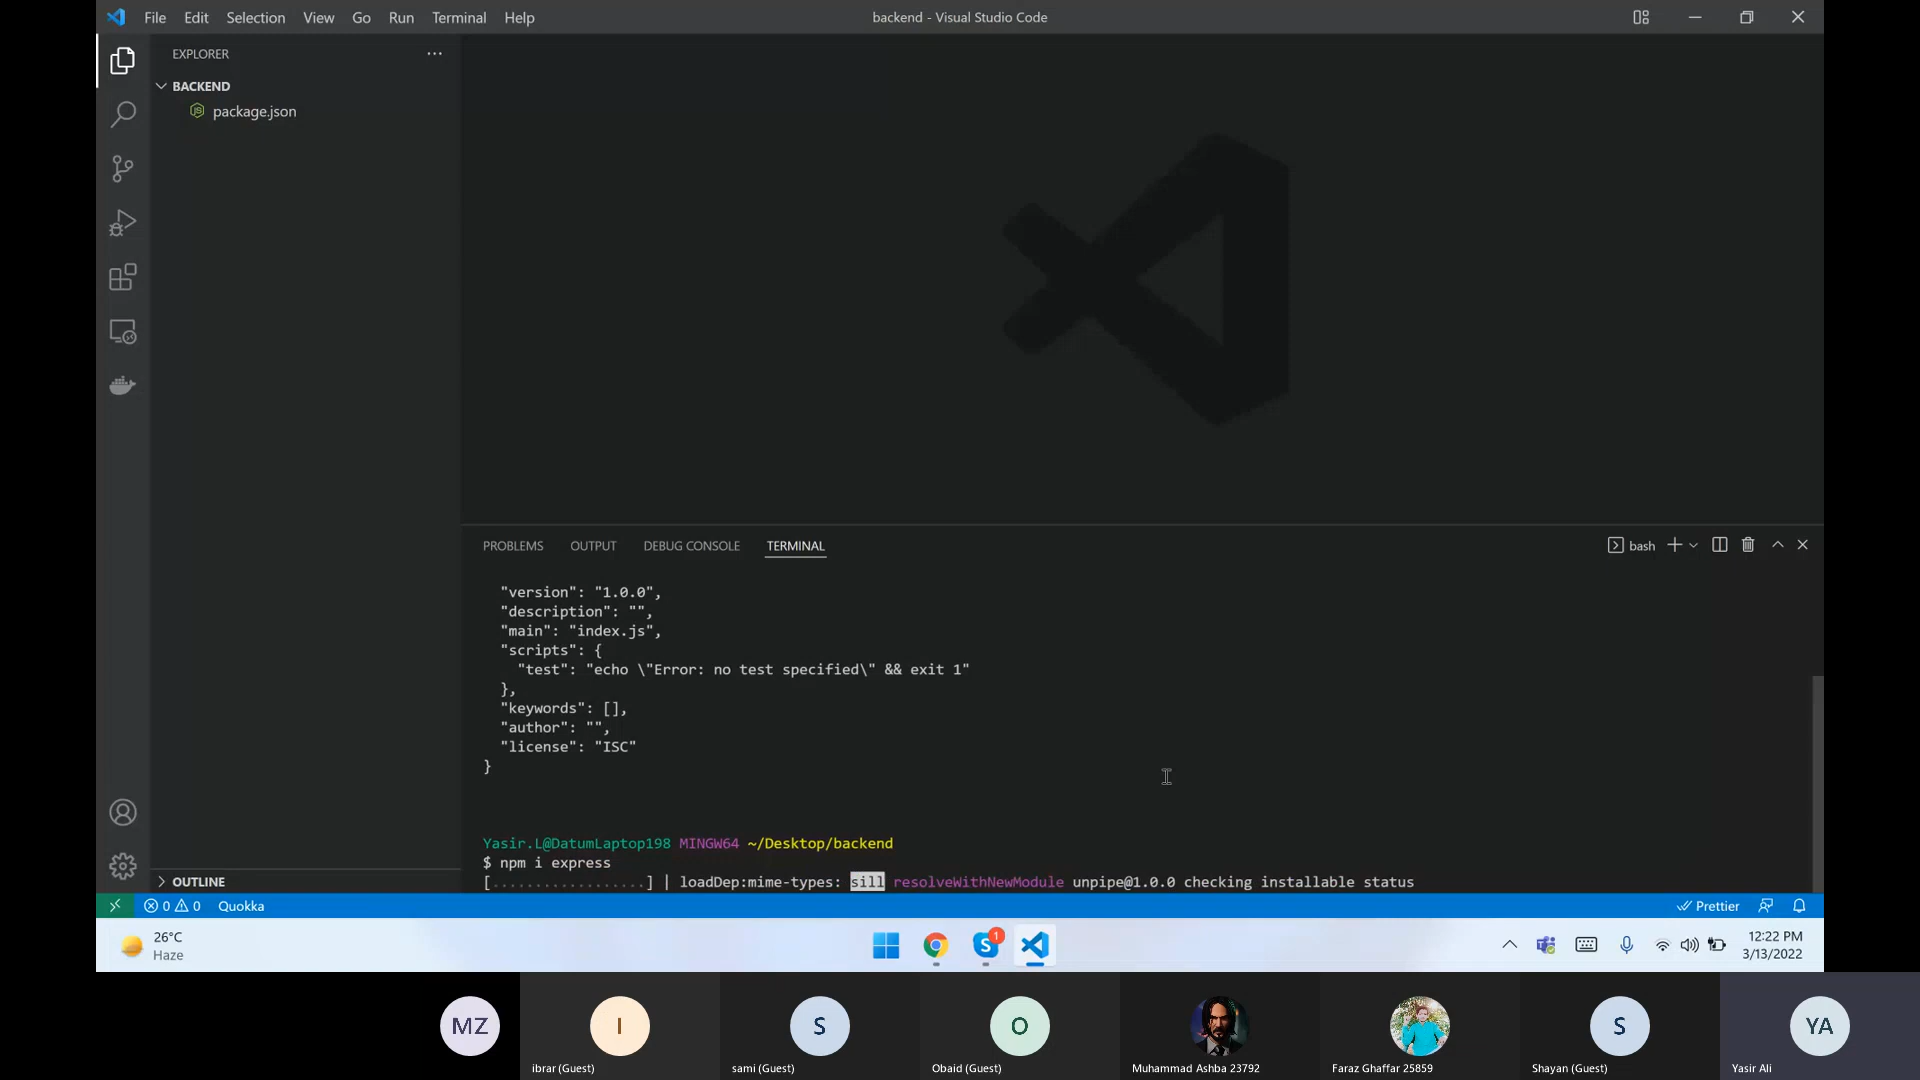 File Edit Selection View Go Run Terminal Help
backend - Visual Studio Code
EXPLORER
BACKEND
package.json
OUTLINE
PROBLEMS OUTPUT DEBUG CONSOLE TERMINAL
bash
"version": "1.0.0",
"description": "",
"main": "index.js",
"scripts": {
"test": "echo \"Error: no test specified\" && exit 1"
},
"keywords": [],
"author": "",
"license": "ISC"
}
Yasir.L@DatumLaptop198 MINGW64 ~/Desktop/backend
$ npm i express
[..................] | loadDep:mime-types: sill resolveWithNewModule unpipe@1.0.0 checking installable status
0 0 Quokka
Prettier
26°C
Haze
S 1
12:22 PM
3/13/2022
MZ
I
S
O
S
YA
ibrar (Guest)
sami (Guest)
Obaid (Guest)
Muhammad Ashba 23792
Faraz Ghaffar 25859
Shayan (Guest)
Yasir Ali